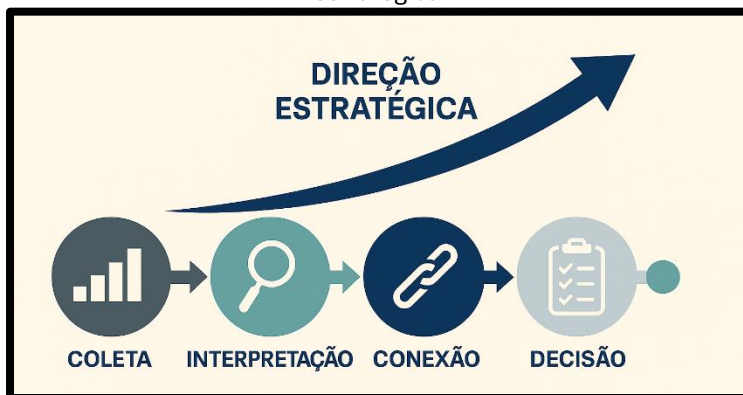 DIREÇÃO
ESTRATÉGICA
COLETA INTERPRETAÇÃO CONEXÃO DECISÃO